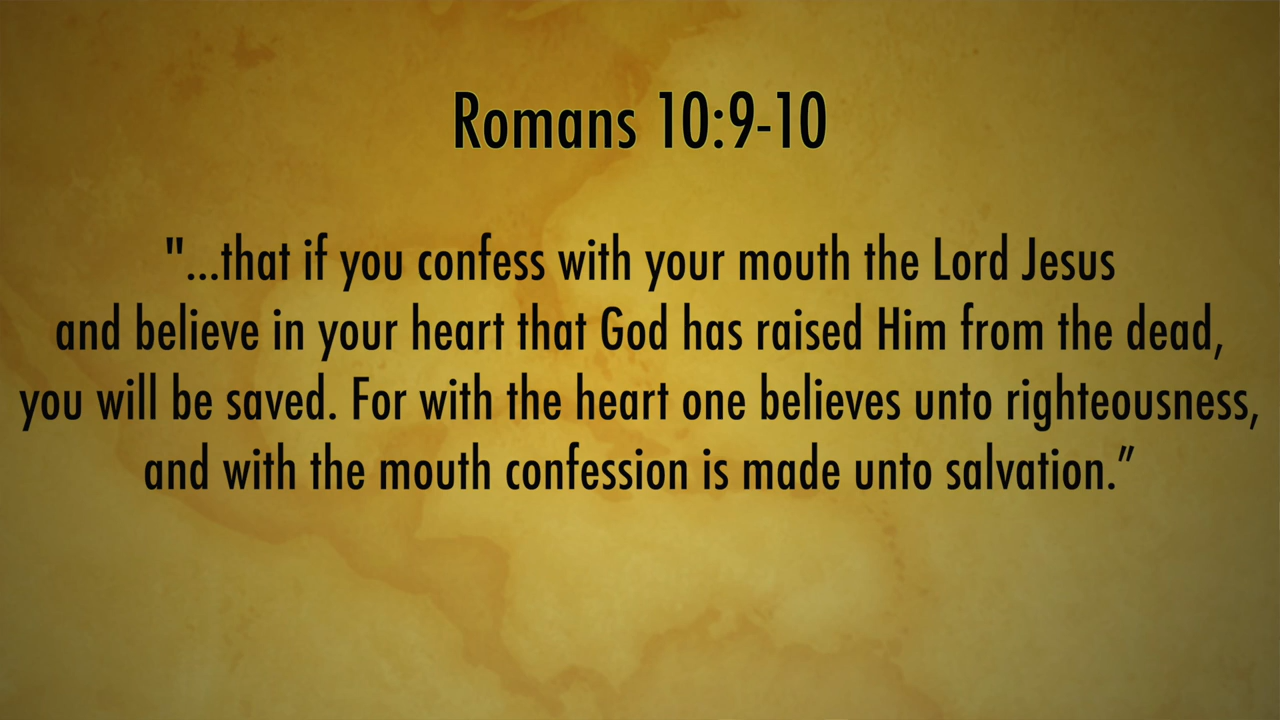 Romans 10:9-10
"...that if you confess with your mouth the Lord Jesus
and believe in your heart that God has raised Him from the dead,
you will be saved. For with the heart one believes unto righteousness,
and with the mouth confession is made unto salvation.”